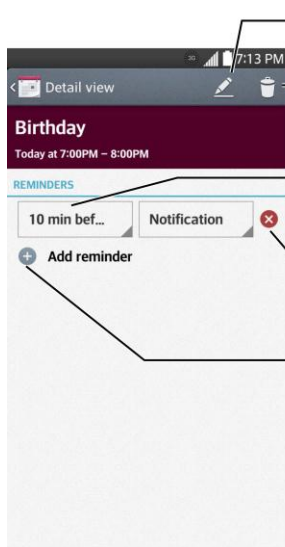 7:13 PM
Detail view
Birthday
Today at 7:00PM – 8:00PM
REMINDERS
10 min bef... Notification
Add reminder